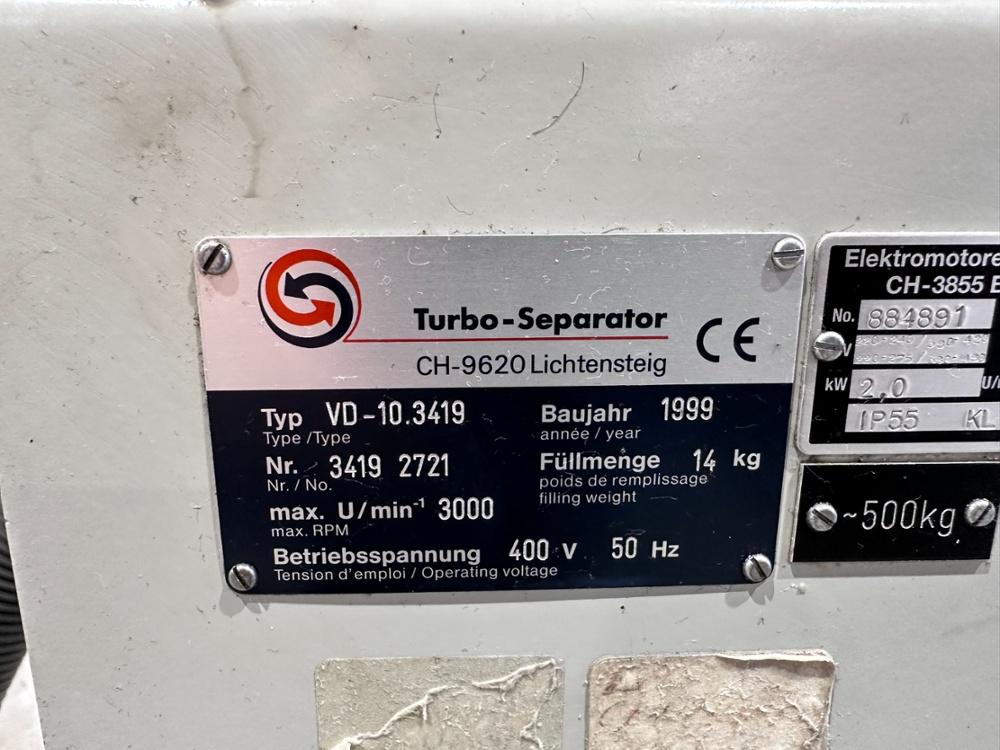 Turbo-Separator
CH-9620 Lichtensteig
CE
Typ VD-10.3419
Type/Type
Nr. 3419 2721
Nr. / No.
max. U/min⁻¹ 3000
max. RPM
Betriebsspannung 400 V 50 Hz
Tension d'emploi / Operating voltage
Baujahr 1999
année / year
Füllmenge 14 kg
poids de remplissage
filling weight
Elektromotore
CH-3855
No. 884891
V
kW 2,0
IP55 KL
~500kg